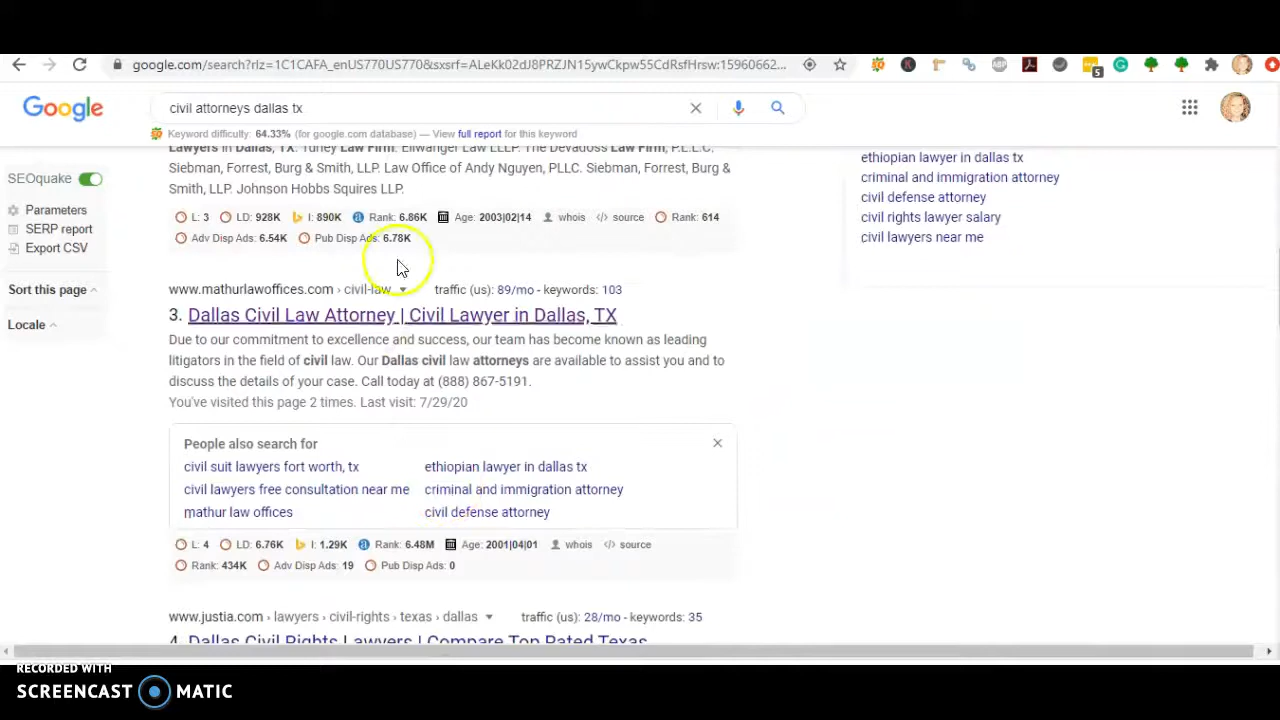 google.com/search?rlz=1C1CAFA_enUS770US770&sxsrf=ALeKk02dJ8PRZJN15ywCkpw55CdRsfHrsw:15960662...
5
Google
civil attorneys dallas tx
Keyword difficulty: 64.33% (for google.com database) — View full report for this keyword
SEOquake
Parameters
SERP report
Export CSV
Sort this page
Locale
Lawyers in Dallas, TX. Turley Law Firm. Ellwanger Law LLLP. The Devadoss Law Firm, P.L.L.C.
Siebman, Forrest, Burg & Smith, LLP. Law Office of Andy Nguyen, PLLC. Siebman, Forrest, Burg &
Smith, LLP. Johnson Hobbs Squires LLP.
L: 3 LD: 928K I: 890K Rank: 6.86K Age: 2003|02|14 whois </> source Rank: 614
Adv Disp Ads: 6.54K Pub Disp Ads: 6.78K
www.mathurlawoffices.com › civil-law traffic (us): 89/mo - keywords: 103
3. Dallas Civil Law Attorney | Civil Lawyer in Dallas, TX
Due to our commitment to excellence and success, our team has become known as leading
litigators in the field of civil law. Our Dallas civil law attorneys are available to assist you and to
discuss the details of your case. Call today at (888) 867-5191.
You've visited this page 2 times. Last visit: 7/29/20
People also search for
civil suit lawyers fort worth, tx ethiopian lawyer in dallas tx
civil lawyers free consultation near me criminal and immigration attorney
mathur law offices civil defense attorney
L: 4 LD: 6.76K I: 1.29K Rank: 6.48M Age: 2001|04|01 whois </> source
Rank: 434K Adv Disp Ads: 19 Pub Disp Ads: 0
www.justia.com › lawyers › civil-rights › texas › dallas traffic (us): 28/mo - keywords: 35
4. Dallas Civil Rights Lawyers | Compare Top Rated Texas
ethiopian lawyer in dallas tx
criminal and immigration attorney
civil defense attorney
civil rights lawyer salary
civil lawyers near me
RECORDED WITH
SCREENCAST MATIC